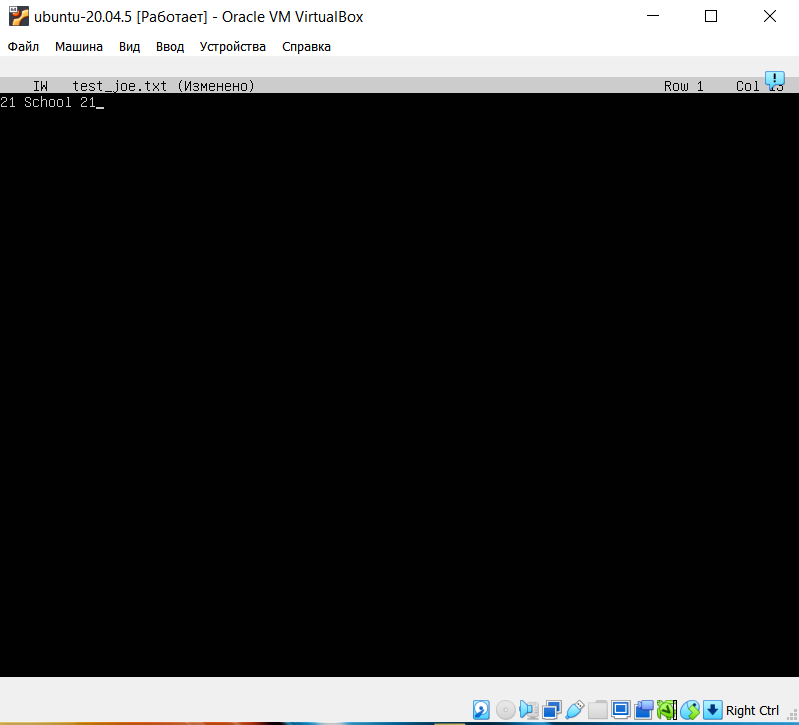 ubuntu-20.04.5 [Работает] - Oracle VM VirtualBox
Файл Машина Вид Ввод Устройства Справка
IW test_joe.txt (Изменено) Row 1 Col 13
21 School 21_
Right Ctrl